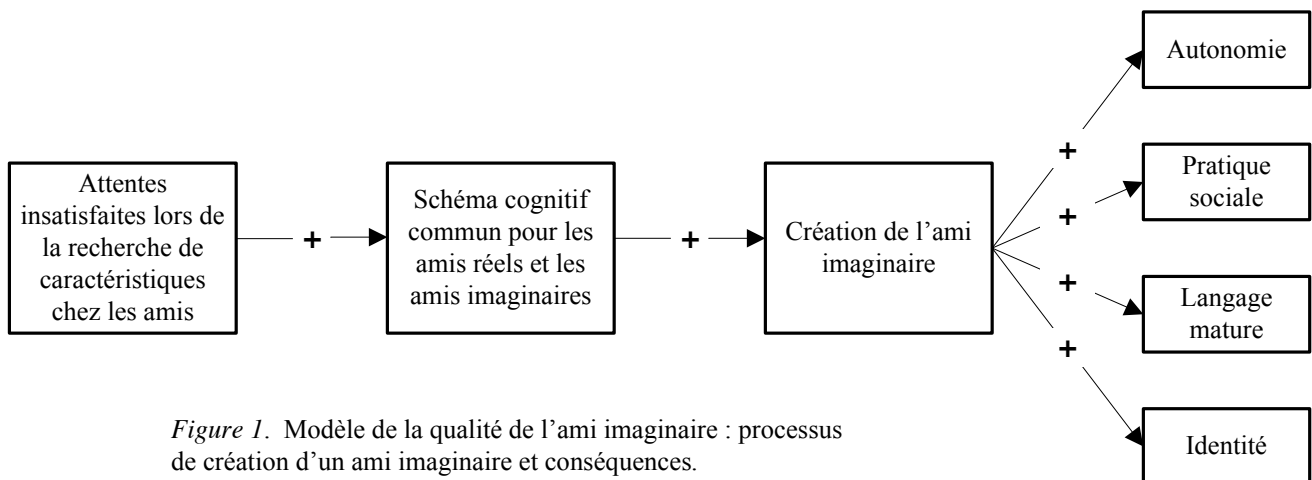 Attentes
insatisfaites lors de
la recherche de
caractéristiques
chez les amis
+
Schéma cognitif
commun pour les
amis réels et les
amis imaginaires
+
Création de l’ami
imaginaire
+
Autonomie
+
Pratique
sociale
+
Langage
mature
+
Identité
Figure 1. Modèle de la qualité de l’ami imaginaire : processus
de création d’un ami imaginaire et conséquences.